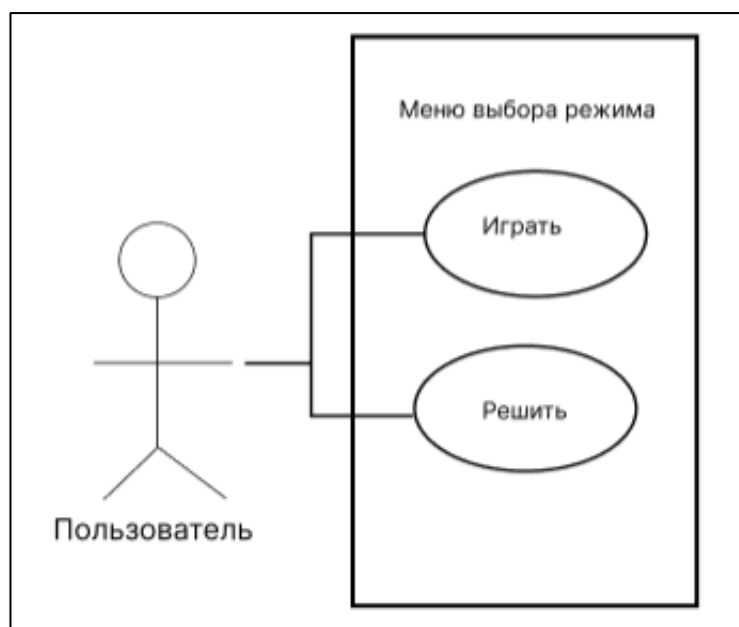 Меню выбора режима
Играть
Решить
Пользователь